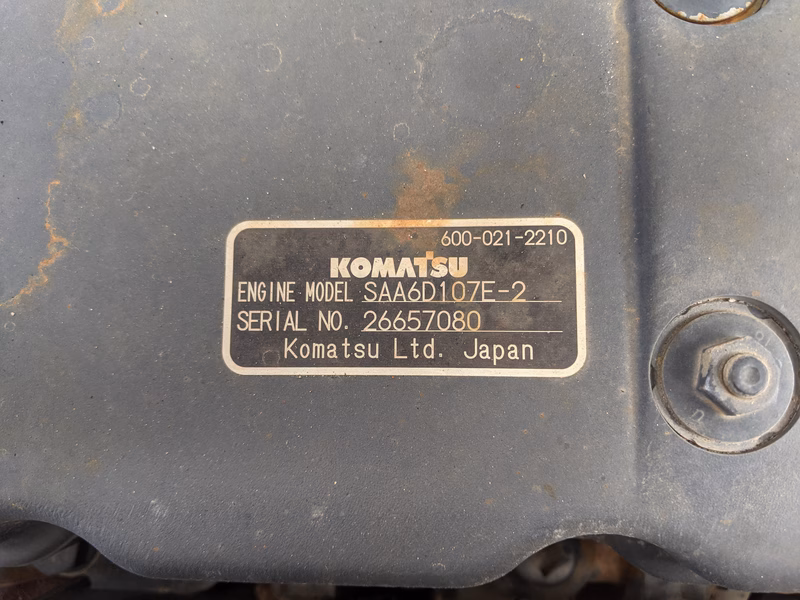 600-021-2210
KOMATSU
ENGINE MODEL SAA6D107E-2
SERIAL NO. 26657080
Komatsu Ltd. Japan